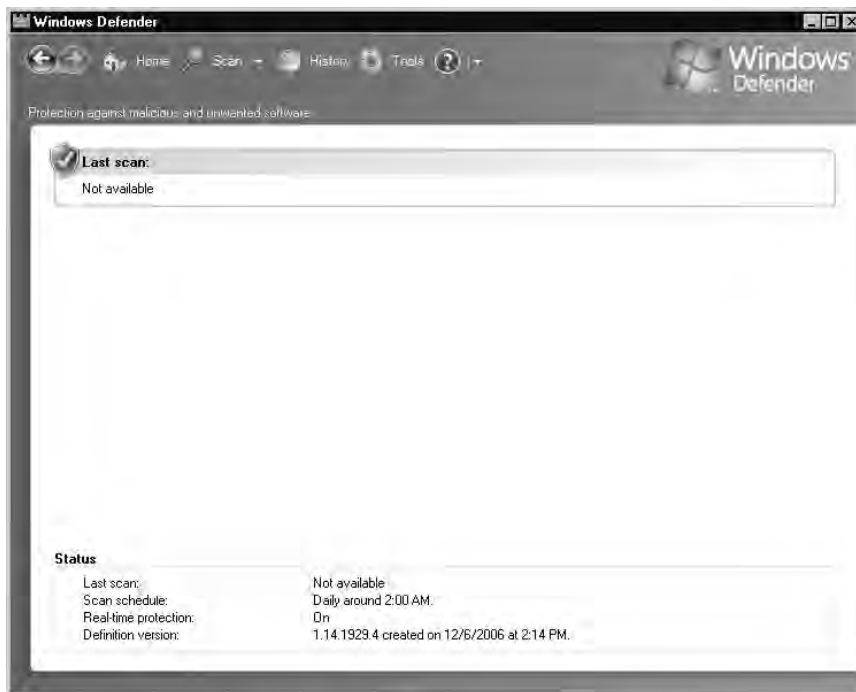 Windows Defender
Home Scan History Tools ?
Windows Defender
Protection against malicious and unwanted software
Last scan:
Not available
Status
Last scan: Not available
Scan schedule: Daily around 2:00 AM.
Real-time protection: On
Definition version: 1.14.1929.4 created on 12/6/2006 at 2:14 PM.